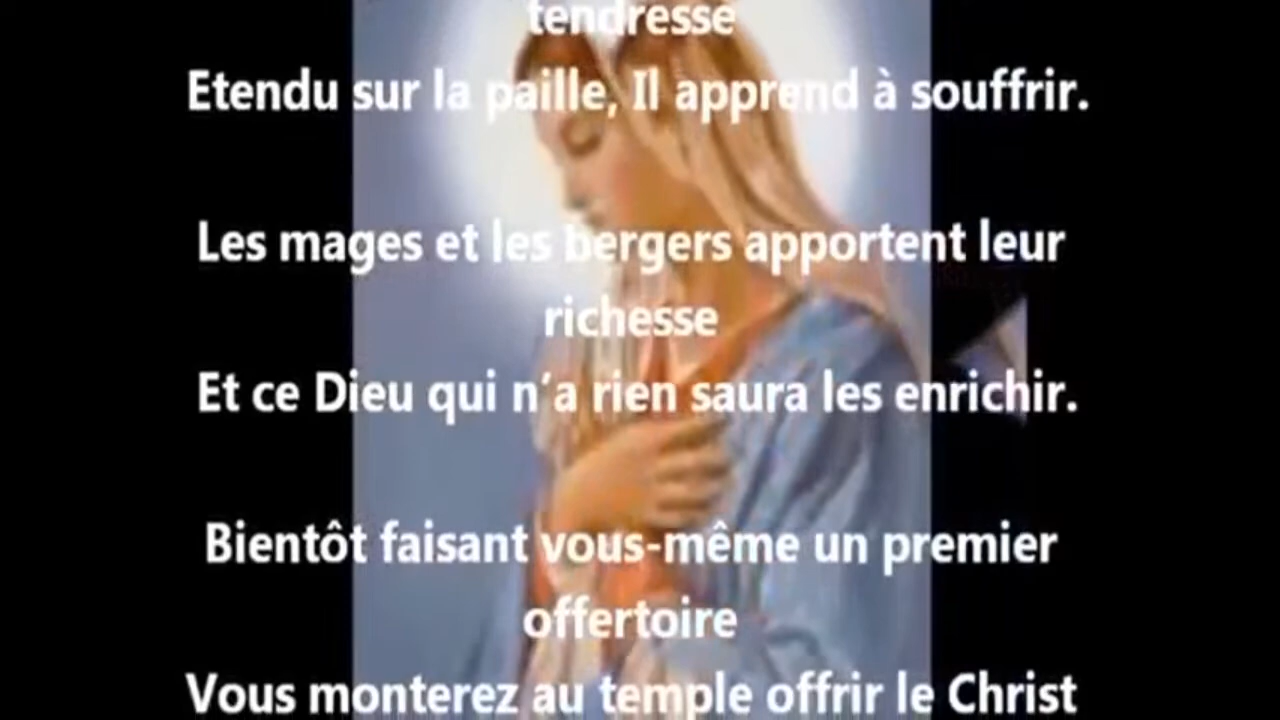 tendresse
Etendu sur la paille, Il apprend à souffrir.
Les mages et les bergers apportent leur
richesse
Et ce Dieu qui n’a rien saura les enrichir.
Bientôt faisant vous-même un premier
offertoire
Vous monterez au temple offrir le Christ